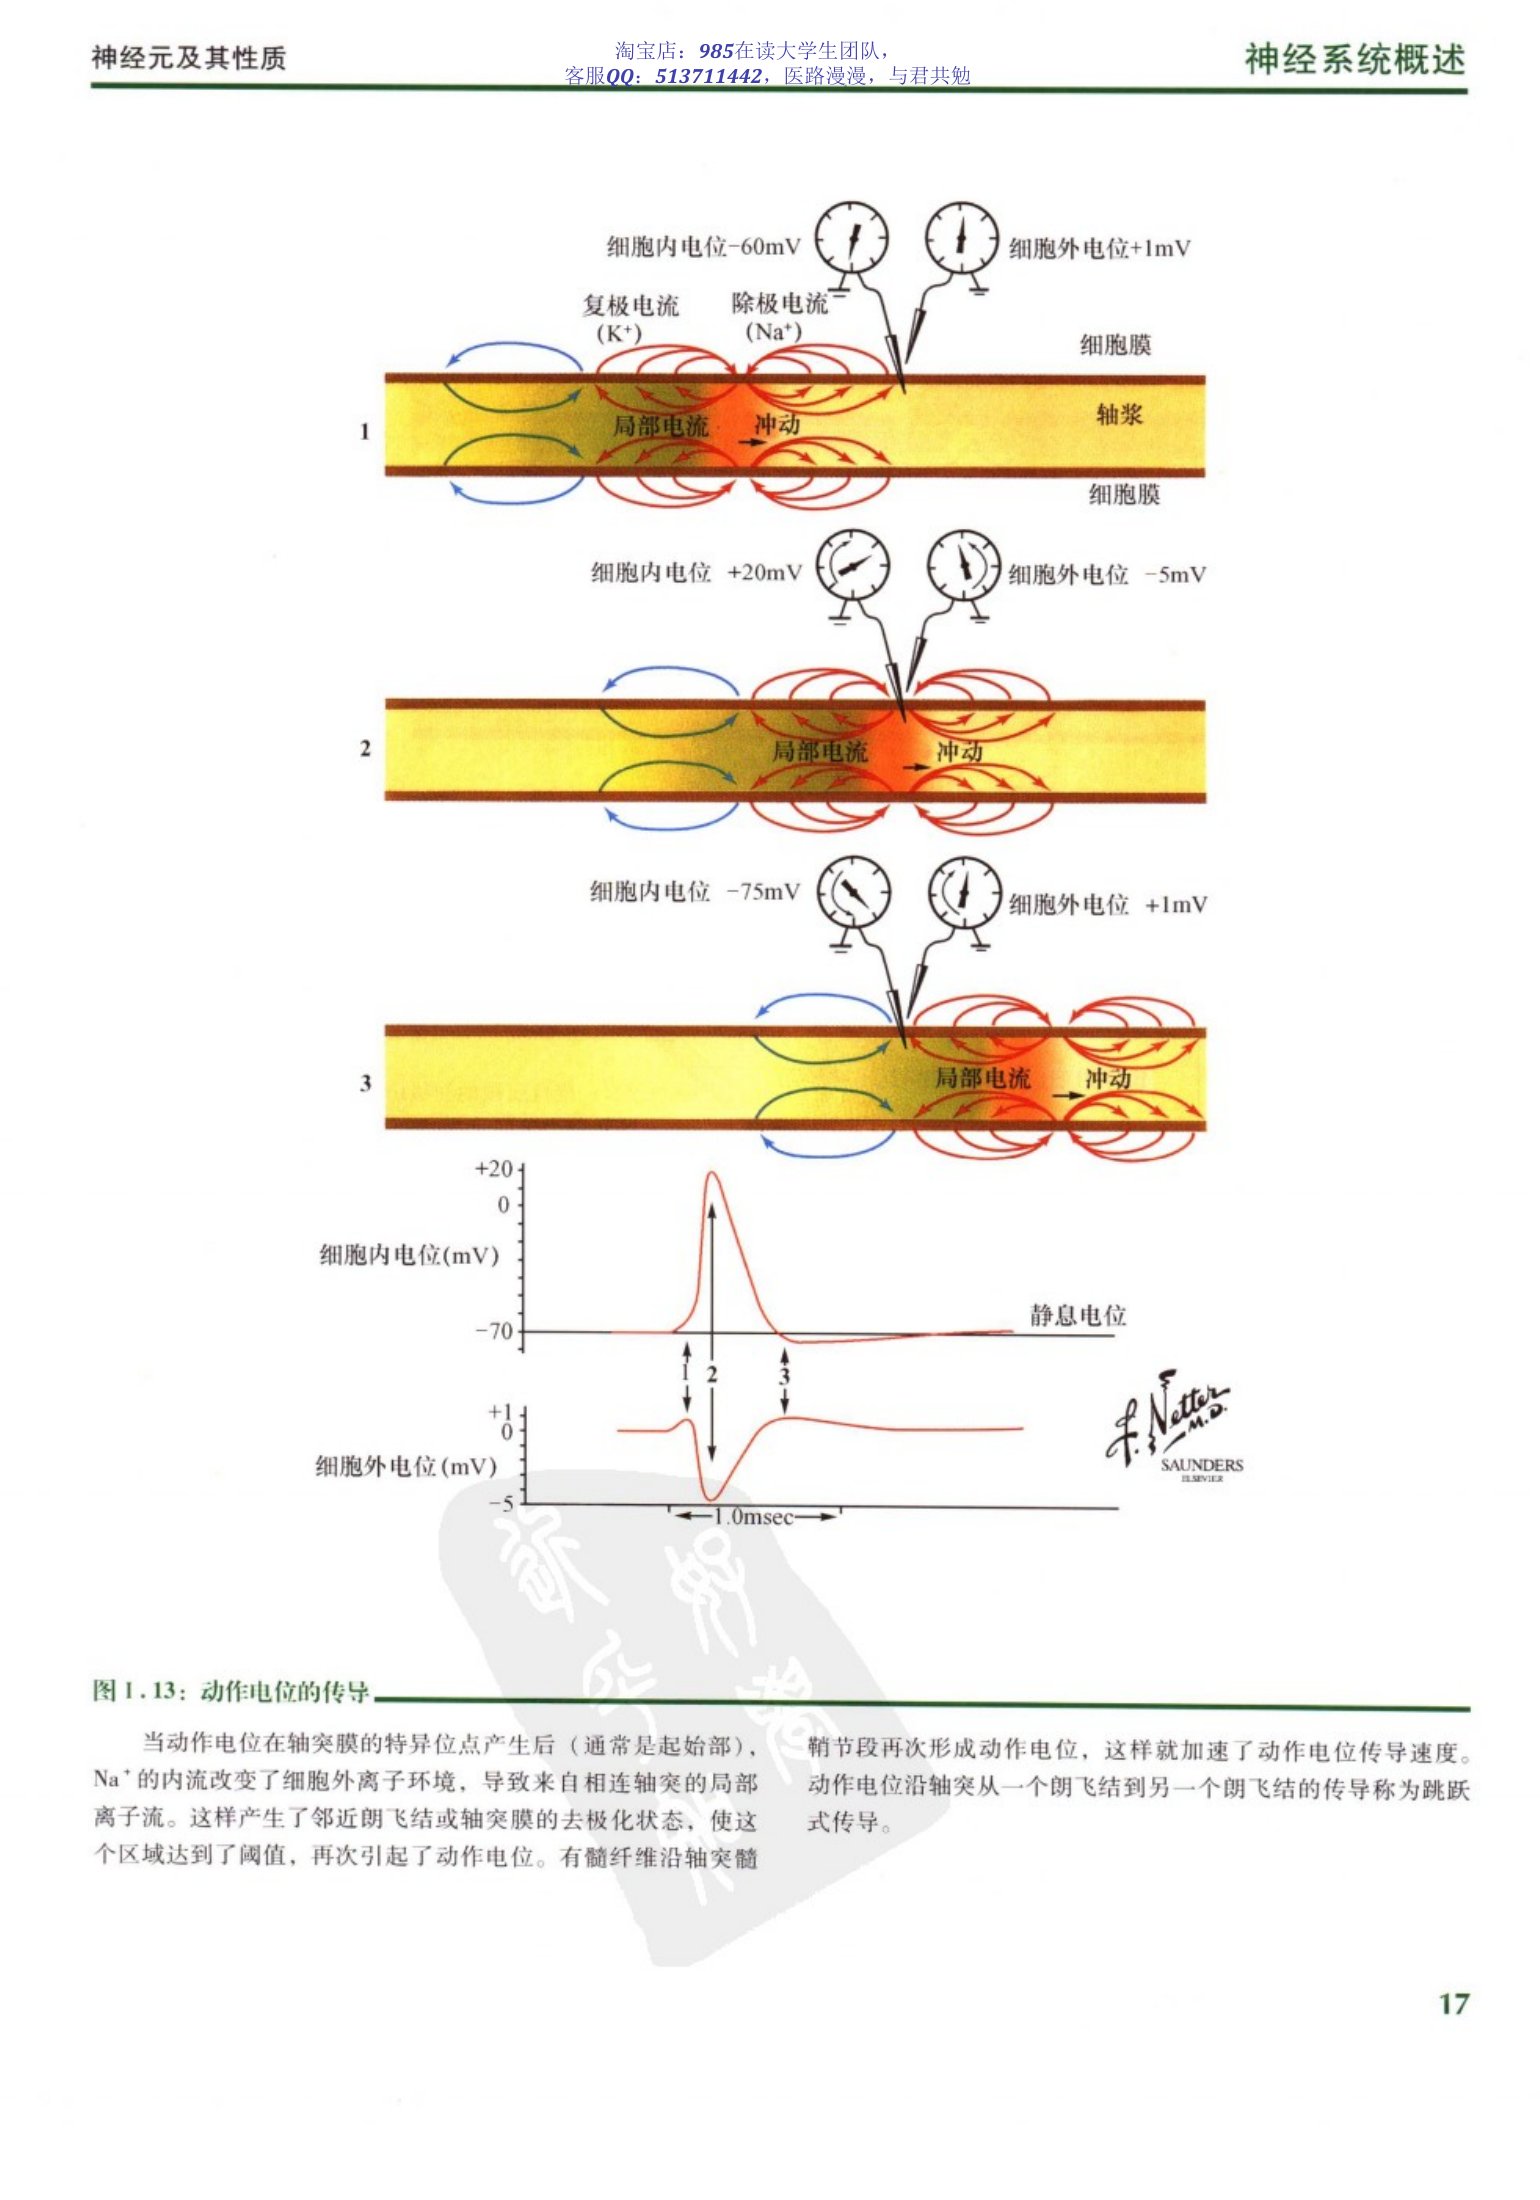 神经元及其性质
淘宝店：985在读大学生团队，
客服QQ：513711442，医路漫漫，与君共勉
神经系统概述
细胞内电位-60mV
细胞外电位+1mV
复极电流
(K⁺)
除极电流
(Na⁺)
细胞膜
轴浆
1
局部电流
冲动
细胞膜
细胞内电位 +20mV
细胞外电位 -5mV
2
局部电流
冲动
细胞内电位 -75mV
细胞外电位 +1mV
3
局部电流
冲动
+20
0
细胞内电位(mV)
-70
静息电位
1
2
3
+1
0
细胞外电位(mV)
-5
1.0msec
F. Netter
M.D.
SAUNDERS
ELSEVIER
图 I.13：动作电位的传导
当动作电位在轴突膜的特异位点产生后（通常是起始部），
Na⁺的内流改变了细胞外离子环境，导致来自相连轴突的局部
离子流。这样产生了邻近朗飞结或轴突膜的去极化状态，使这
个区域达到了阈值，再次引起了动作电位。有髓纤维沿轴突髓
鞘节段再次形成动作电位，这样就加速了动作电位传导速度。
动作电位沿轴突从一个朗飞结到另一个朗飞结的传导称为跳跃
式传导。
17